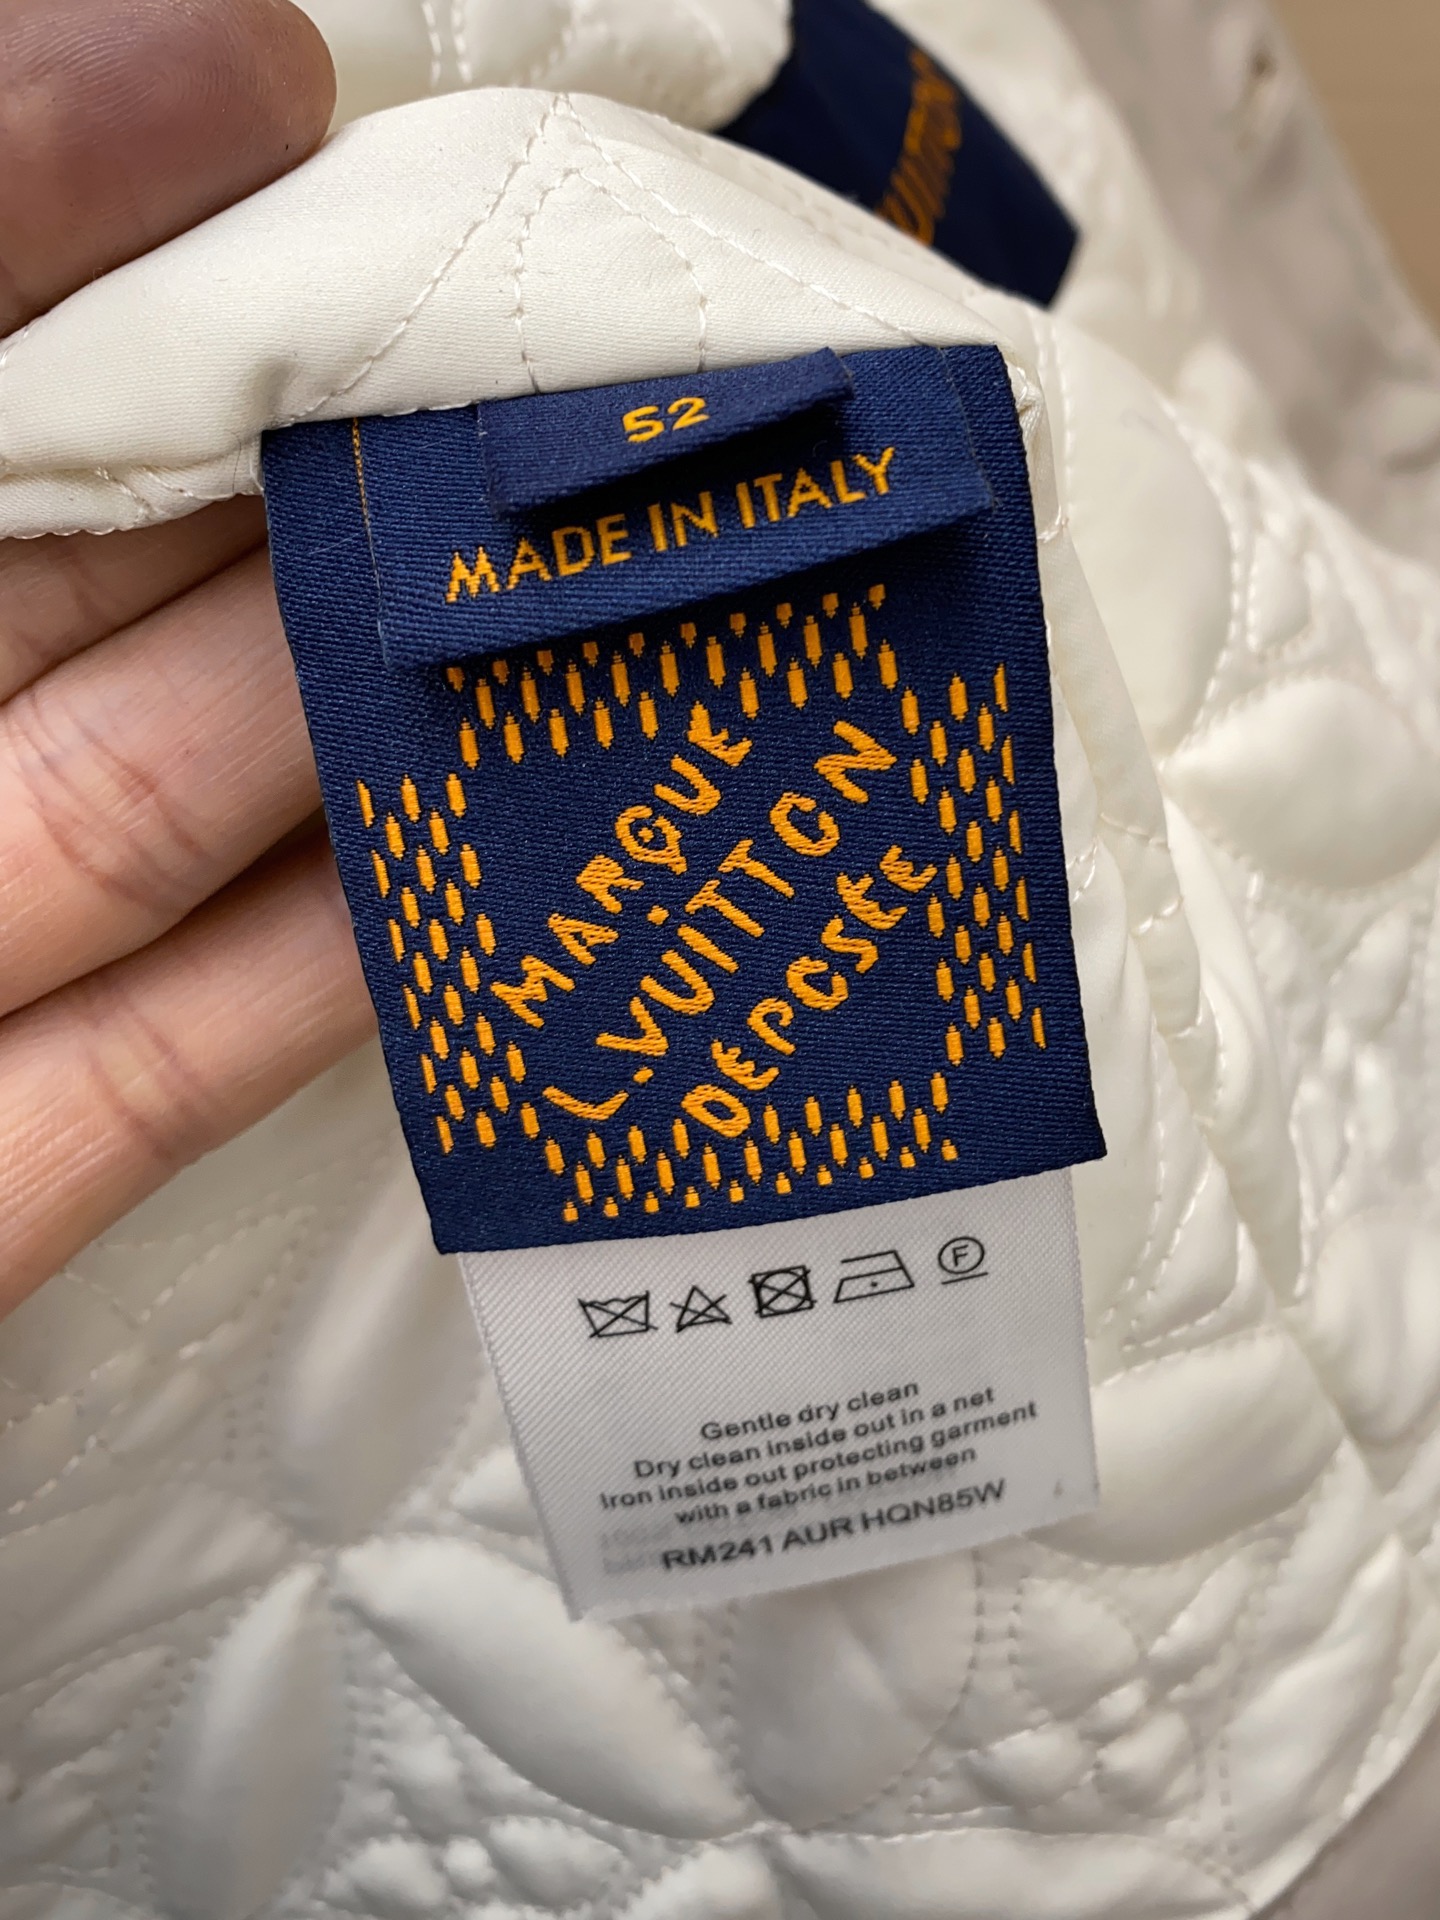 UITTON
52
MADE IN ITALY
MARQUE
L.VUiTTON
DEPOSEE
F
Gentle dry clean
Dry clean inside out in a net
Iron inside out protecting garment
with a fabric in between
RM241 AUR HQN85W